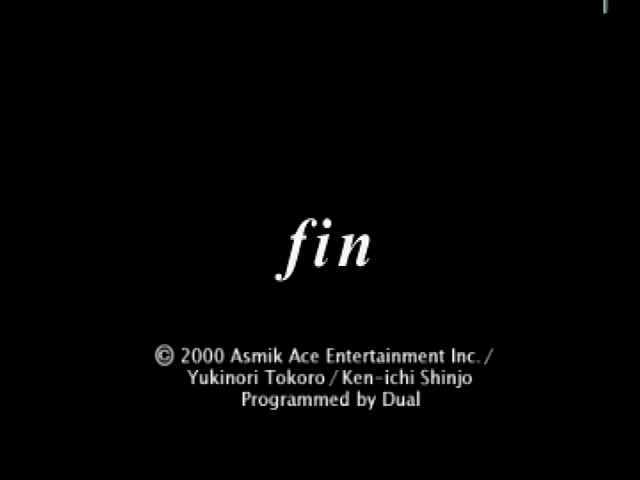 fin
© 2000 Asmik Ace Entertainment Inc. /
Yukinori Tokoro / Ken-ichi Shinjo
Programmed by Dual